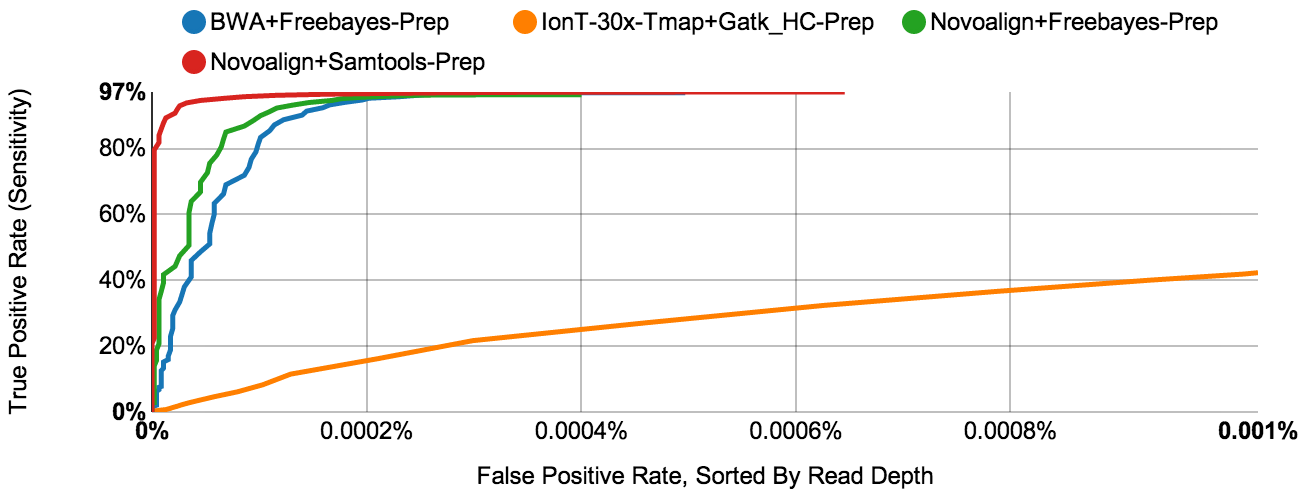 BWA+Freebayes-Prep IonT-30x-Tmap+Gatk_HC-Prep Novoalign+Freebayes-Prep
Novoalign+Samtools-Prep
True Positive Rate (Sensitivity)
97%
80%
60%
40%
20%
0%
0% 0.0002% 0.0004% 0.0006% 0.0008% 0.001%
False Positive Rate, Sorted By Read Depth